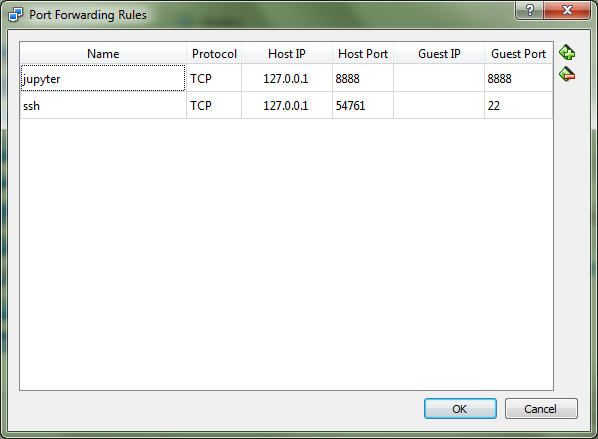 Port Forwarding Rules
Name Protocol Host IP Host Port Guest IP Guest Port
jupyter TCP 127.0.0.1 8888 8888
ssh TCP 127.0.0.1 54761 22
OK Cancel